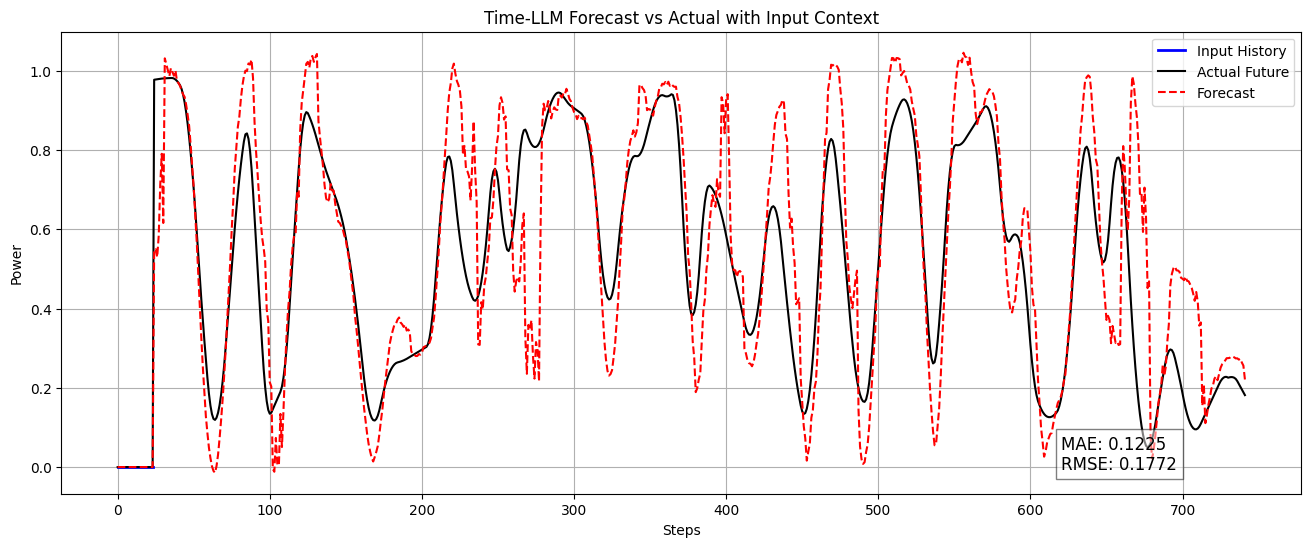 Time-LLM Forecast vs Actual with Input Context
Input History
Actual Future
Forecast
Power
1.0
0.8
0.6
0.4
0.2
0.0
MAE: 0.1225
RMSE: 0.1772
0 100 200 300 400 500 600 700
Steps